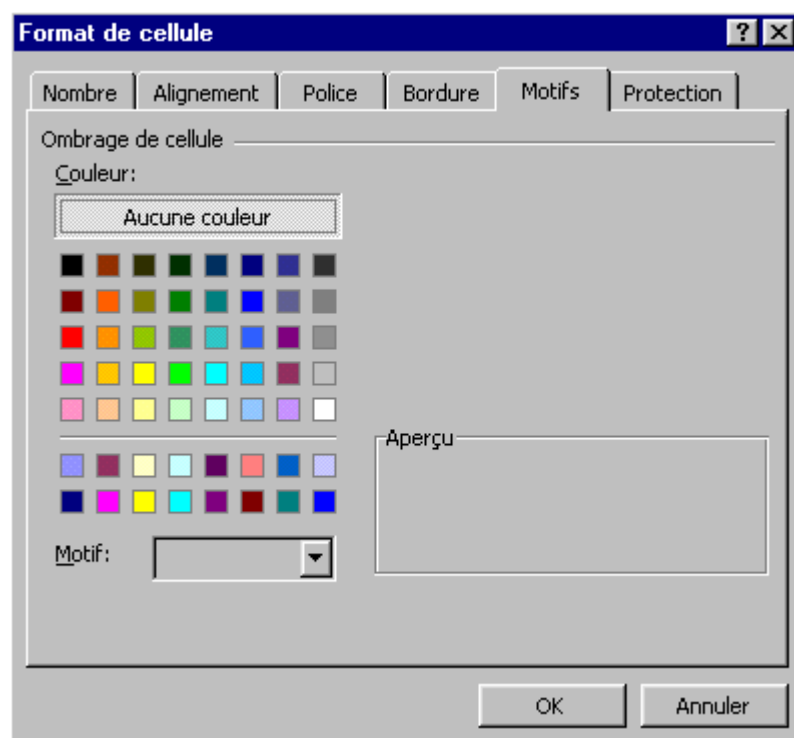 Format de cellule
Nombre Alignement Police Bordure Motifs Protection
Ombrage de cellule
Couleur:
Aucune couleur
Aperçu
Motif:
OK Annuler